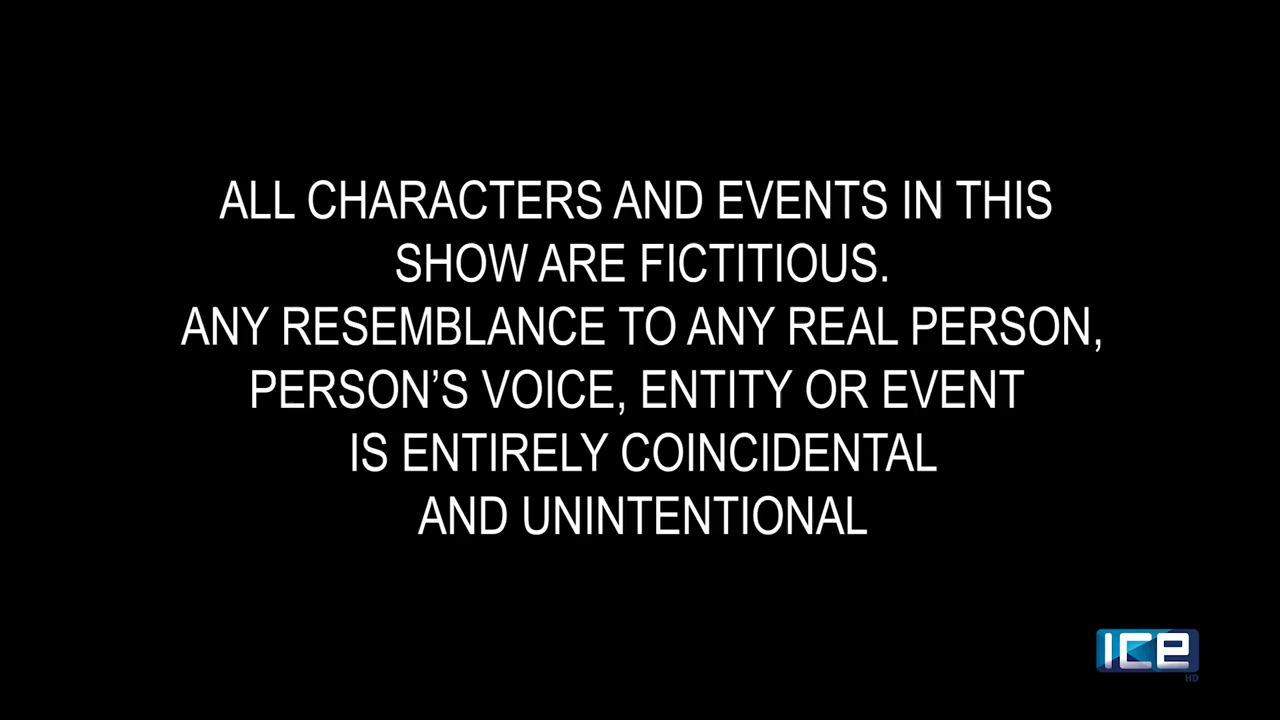 ALL CHARACTERS AND EVENTS IN THIS
SHOW ARE FICTITIOUS.
ANY RESEMBLANCE TO ANY REAL PERSON,
PERSON’S VOICE, ENTITY OR EVENT
IS ENTIRELY COINCIDENTAL
AND UNINTENTIONAL
ICE
HD